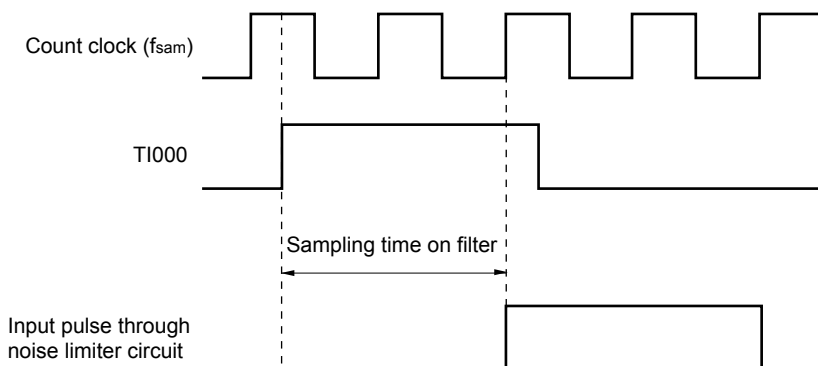 Count clock (fsam)
TI000
Sampling time on filter
Input pulse through
noise limiter circuit